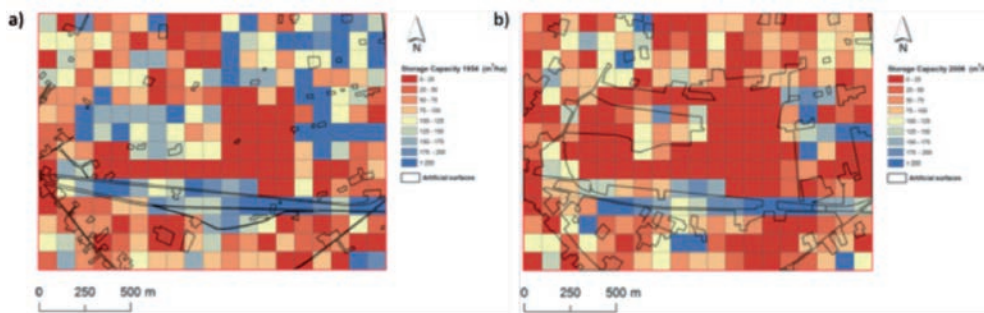 a)
N
Storage Capacity 1954 (m³/ha)
0 - 25
25 - 50
50 - 75
75 - 100
100 - 125
125 - 150
150 - 175
175 - 200
> 200
Artificial surfaces
0 250 500 m
b)
N
Storage Capacity 2006 (m³/
0 - 25
25 - 50
50 - 75
75 - 100
100 - 125
125 - 150
150 - 175
175 - 200
> 200
Artificial surfaces
0 250 500 m